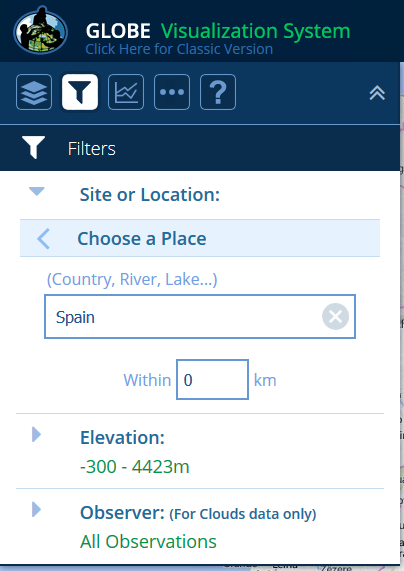 GLOBE Visualization System
Click Here for Classic Version
?
Filters
Site or Location:
Choose a Place
(Country, River, Lake...)
Spain
Within 0 km
Elevation:
-300 - 4423m
Observer: (For Clouds data only)
All Observations